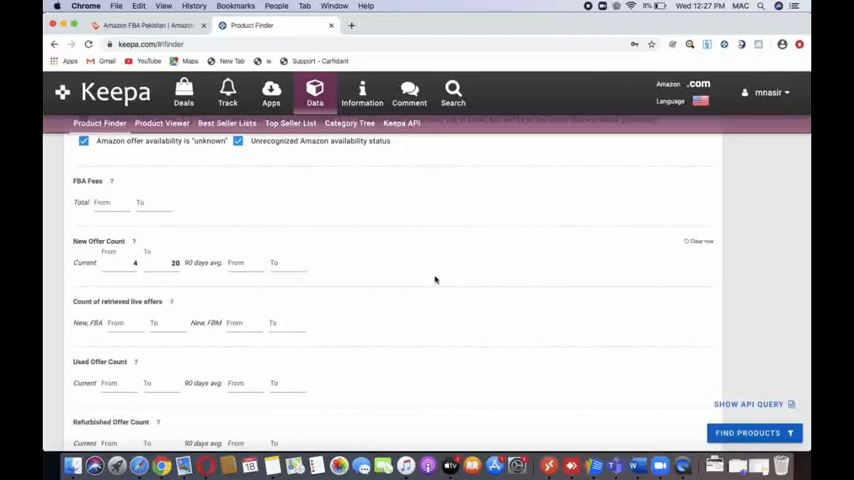 Chrome File Edit View History Bookmarks People Tab Window Help 8% Wed 12:27 PM MAC
Amazon FBA Pakistan | Amazon Product Finder
keepa.com/#!finder
Apps Gmail YouTube Maps New Tab w Support - Carfidant
Keepa Deals Track Apps Data Information Comment Search Amazon .com Language mnasir
Product Finder Product Viewer Best Seller Lists Top Seller List Category Tree Keepa API
Amazon offer availability is "unknown" Unrecognized Amazon availability status
FBA Fees ?
Total From To
New Offer Count ? Clear row
From To
Current 4 20 90 days avg. From To
Count of retrieved live offers ?
New, FBA From To New, FBM From To
Used Offer Count ?
Current From To 90 days avg. From To
SHOW API QUERY
Refurbished Offer Count ?
FIND PRODUCTS
Current From To 90 days avg. From To
18